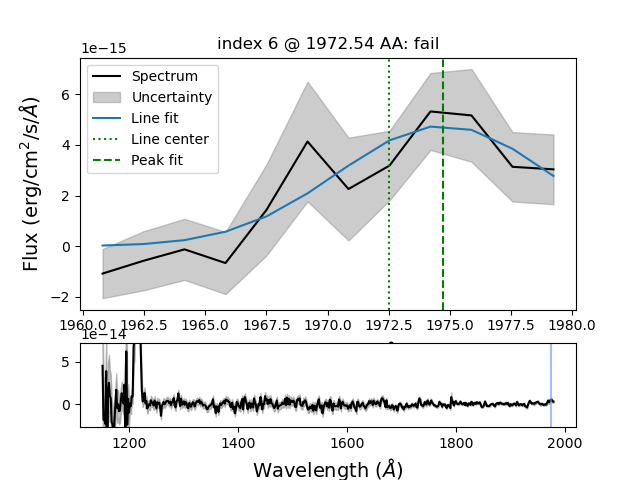 index 6 @ 1972.54 AA: fail
1e−15
Spectrum
Uncertainty
Line fit
Line center
Peak fit
6
4
2
0
−2
Flux (erg/cm²/s/Å)
1960.0 1962.5 1965.0 1967.5 1970.0 1972.5 1975.0 1977.5 1980.0
1e−14
5
0
1200 1400 1600 1800 2000
Wavelength (Å)